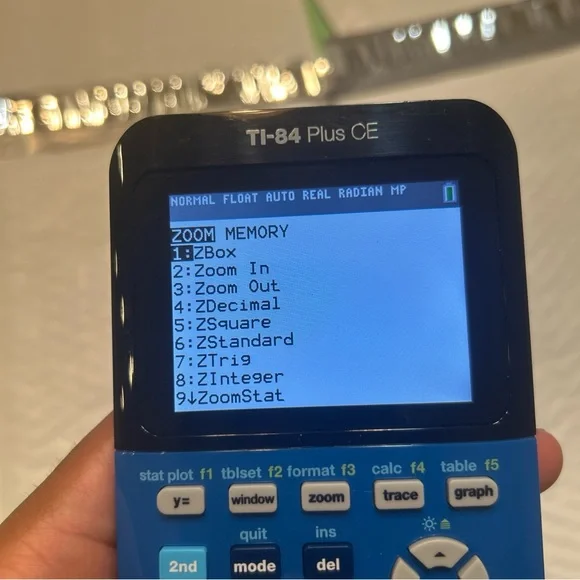 TI-84 Plus CE
NORMAL FLOAT AUTO REAL RADIAN MP
ZOOM MEMORY
1:ZBox
2:Zoom In
3:Zoom Out
4:ZDecimal
5:ZSquare
6:ZStandard
7:ZTrig
8:ZInteger
9↓ZoomStat
stat plot f1 tblset f2 format f3 calc f4 table f5
y= window zoom trace graph
quit ins
2nd mode del